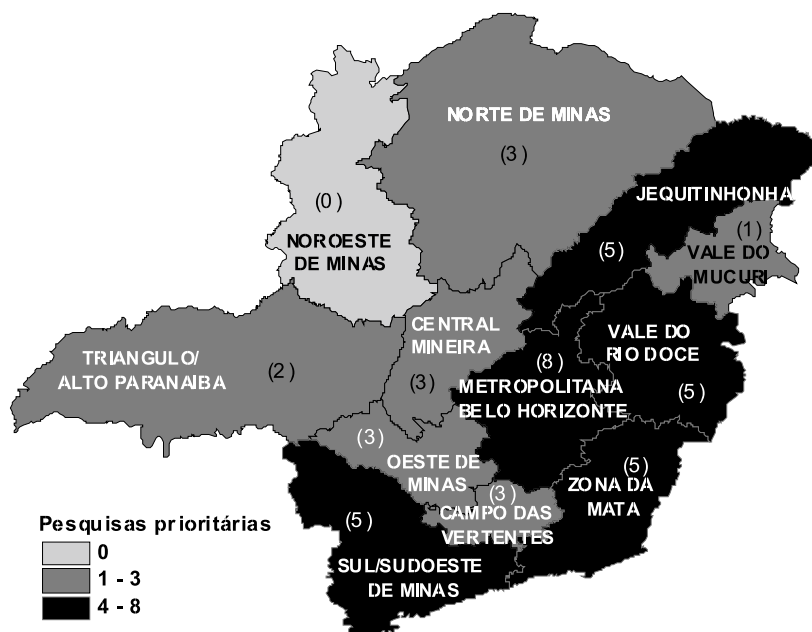 NORTE DE MINAS
(3)
JEQUITINHONHA
(5)
(0)
NOROESTE
DE MINAS
(1)
VALE DO
MUCURI
CENTRAL
MINEIRA
(3)
VALE DO
RIO DOCE
(5)
TRIANGULO/
ALTO PARANAIBA
(2)
(8)
METROPOLITANA
BELO HORIZONTE
(3)
OESTE DE
MINAS
(5)
ZONA DA
MATA
(3)
CAMPO DAS
VERTENTES
(5)
SUL/SUDOESTE
DE MINAS
Pesquisas prioritárias
0
1 - 3
4 - 8